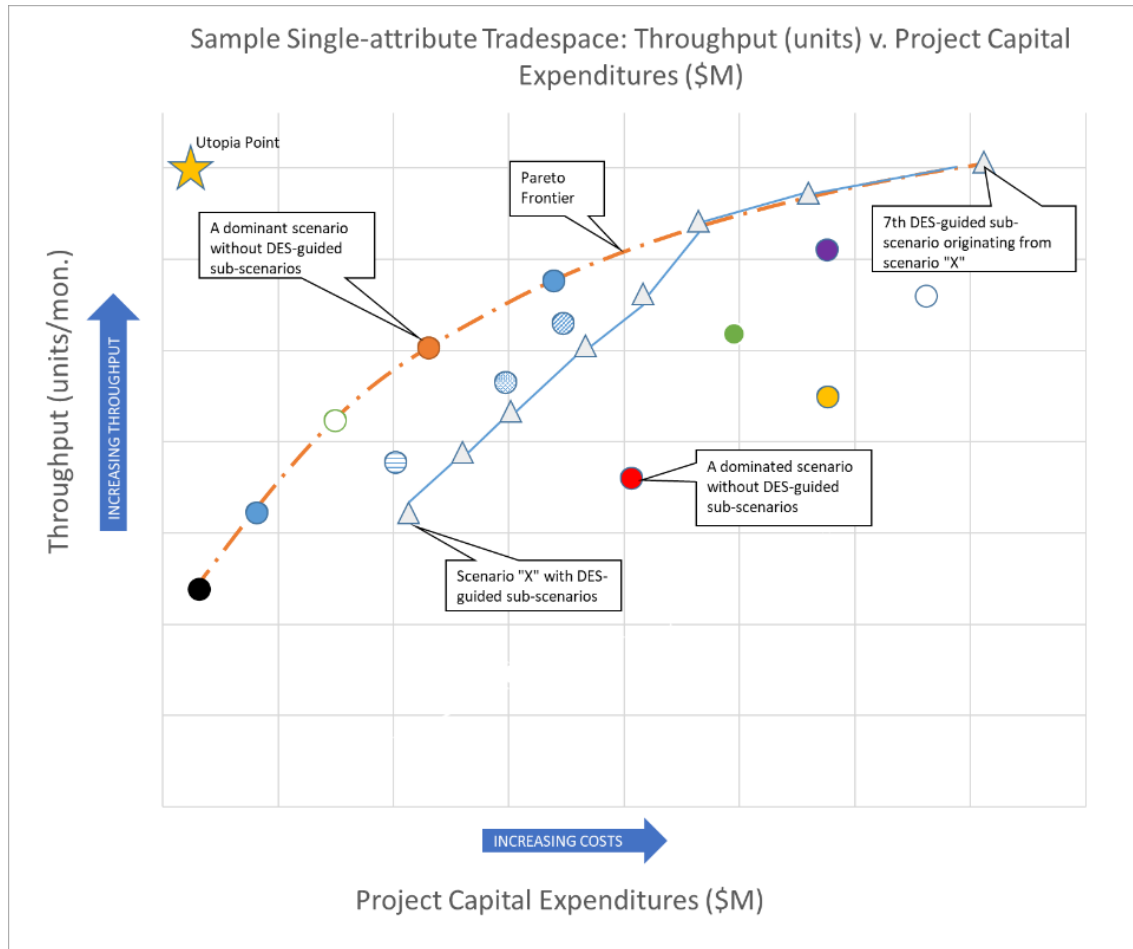 Sample Single-attribute Tradespace: Throughput (units) v. Project Capital
Expenditures ($M)
Utopia Point
Pareto
Frontier
A dominant scenario
without DES-guided
sub-scenarios
7th DES-guided sub-
scenario originating from
scenario "X"
Throughput (units/mon.)
INCREASING THROUGHPUT
A dominated scenario
without DES-guided
sub-scenarios
Scenario "X" with DES-
guided sub-scenarios
INCREASING COSTS
Project Capital Expenditures ($M)